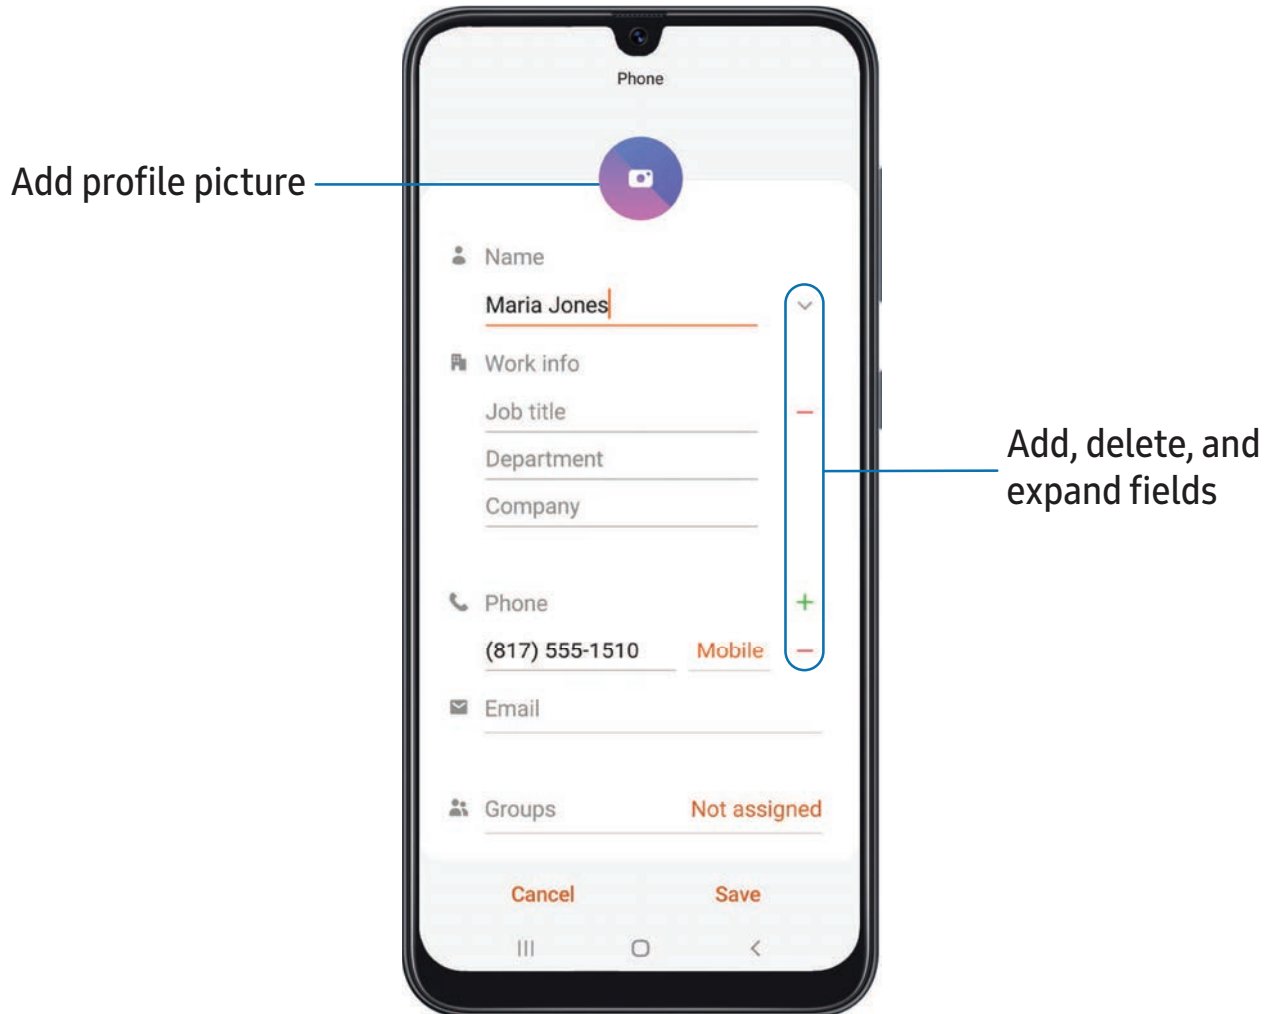 Phone
Add profile picture
Name
Maria Jones
Work info
Job title
Department
Company
Add, delete, and
expand fields
Phone
(817) 555-1510 Mobile
Email
Groups Not assigned
Cancel Save